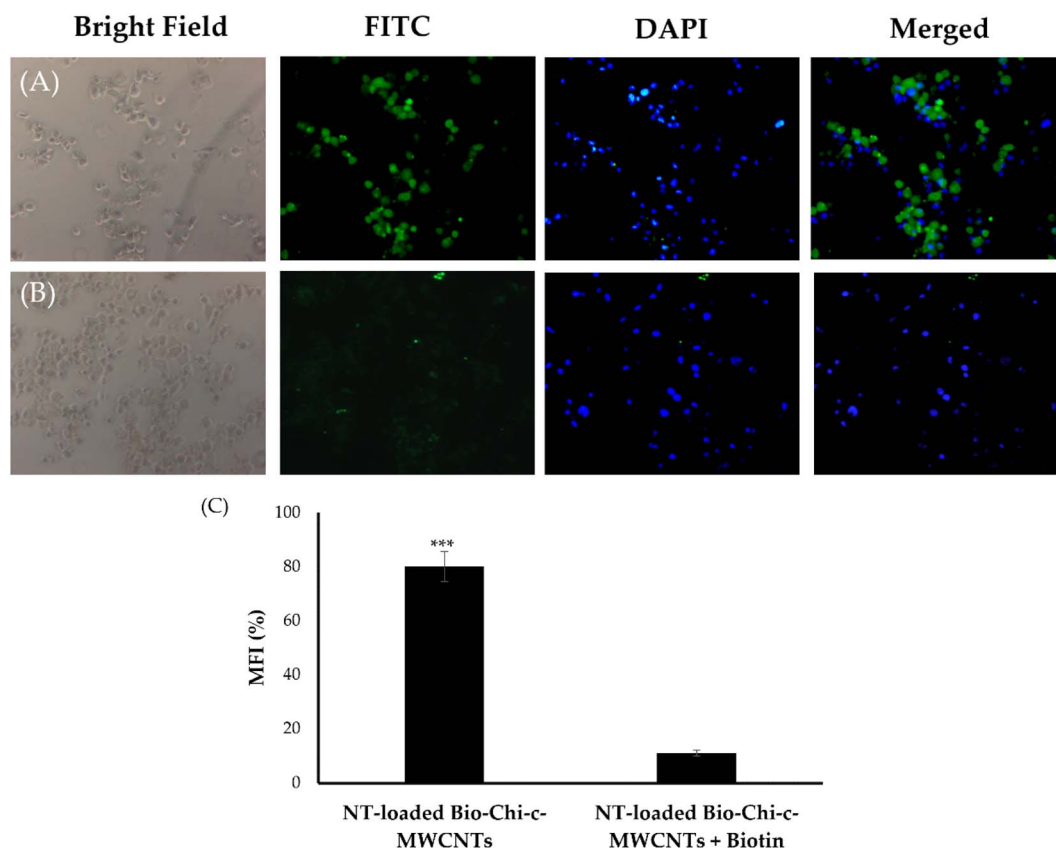 Bright Field FITC DAPI Merged
(A)
(B)
(C)
100
80
60
40
20
0
MFI (%)
***
NT-loaded Bio-Chi-c-
MWCNTs
NT-loaded Bio-Chi-c-
MWCNTs + Biotin